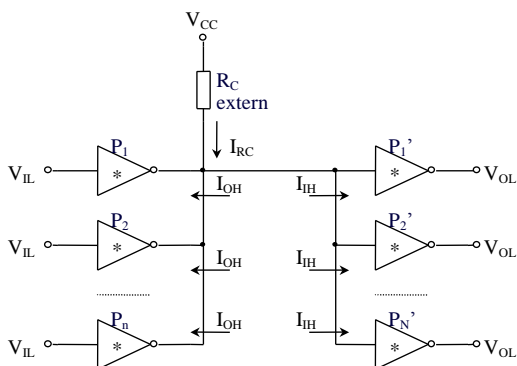 V_CC
R_C
extern
I_RC
P_1
P_1'
V_IL
*
*
V_OL
I_OH
I_IH
P_2
P_2'
V_IL
*
*
V_OL
I_OH
I_IH
P_n
I_OH
I_IH
P_N'
V_IL
*
*
V_OL